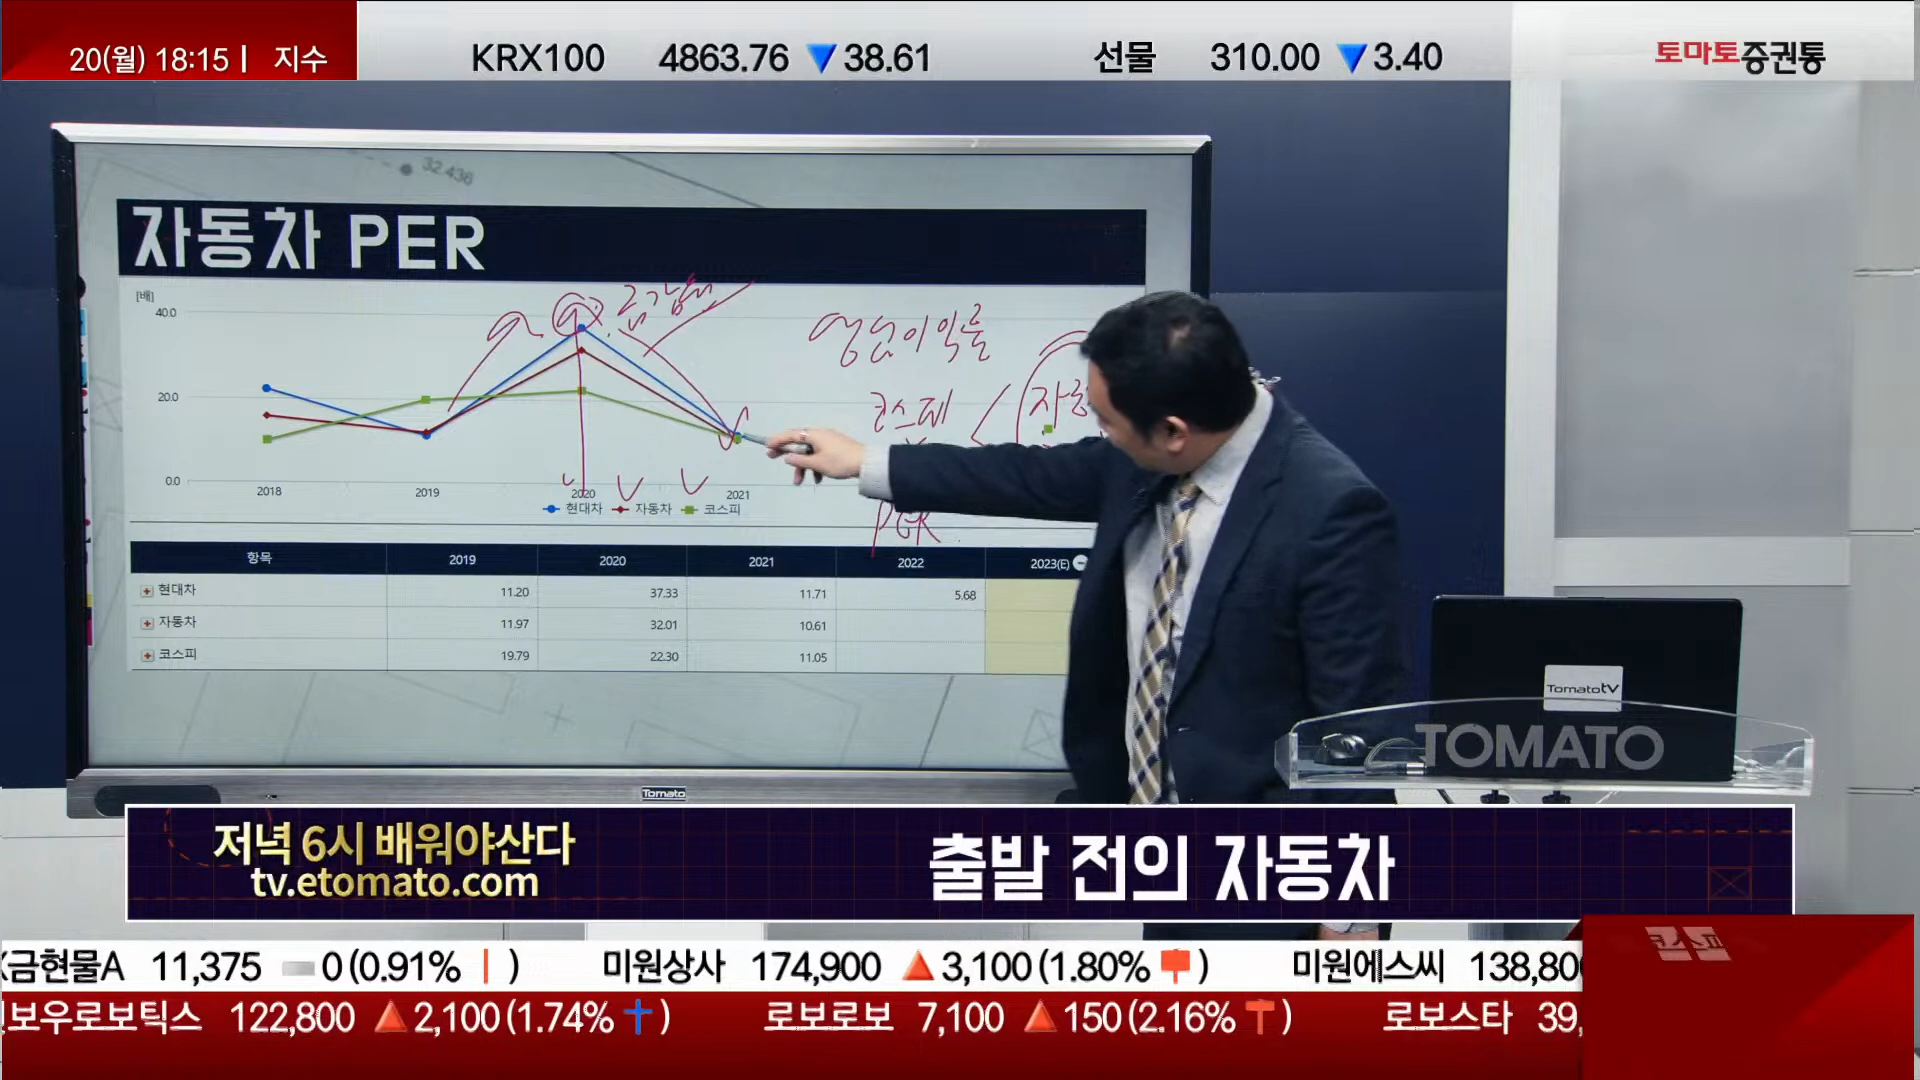 20(월) 18:15 | 지수 KRX100 4863.76 ▼38.61 선물 310.00 ▼3.40 토마토증권통
32.436
자동차 PER
[배]
40.0
20.0
0.0
2018 2019 2020 2021
현대차 자동차 코스피
급감소
영업이익률
코스피
PER
항목 2019 2020 2021 2022 2023(E)
현대차 11.20 37.33 11.71 5.68
자동차 11.97 32.01 10.61
코스피 19.79 22.30 11.05
Tomato
TomatoTV
TOMATO
저녁 6시 배워야산다
tv.etomato.com
출발 전의 자동차
금현물A 11,375 0(0.91% ) 미원상사 174,900 ▲3,100(1.80% ) 미원에스씨 138,80
보우로보틱스 122,800 ▲2,100(1.74% ) 로보로보 7,100 ▲150(2.16% ) 로보스타 39,